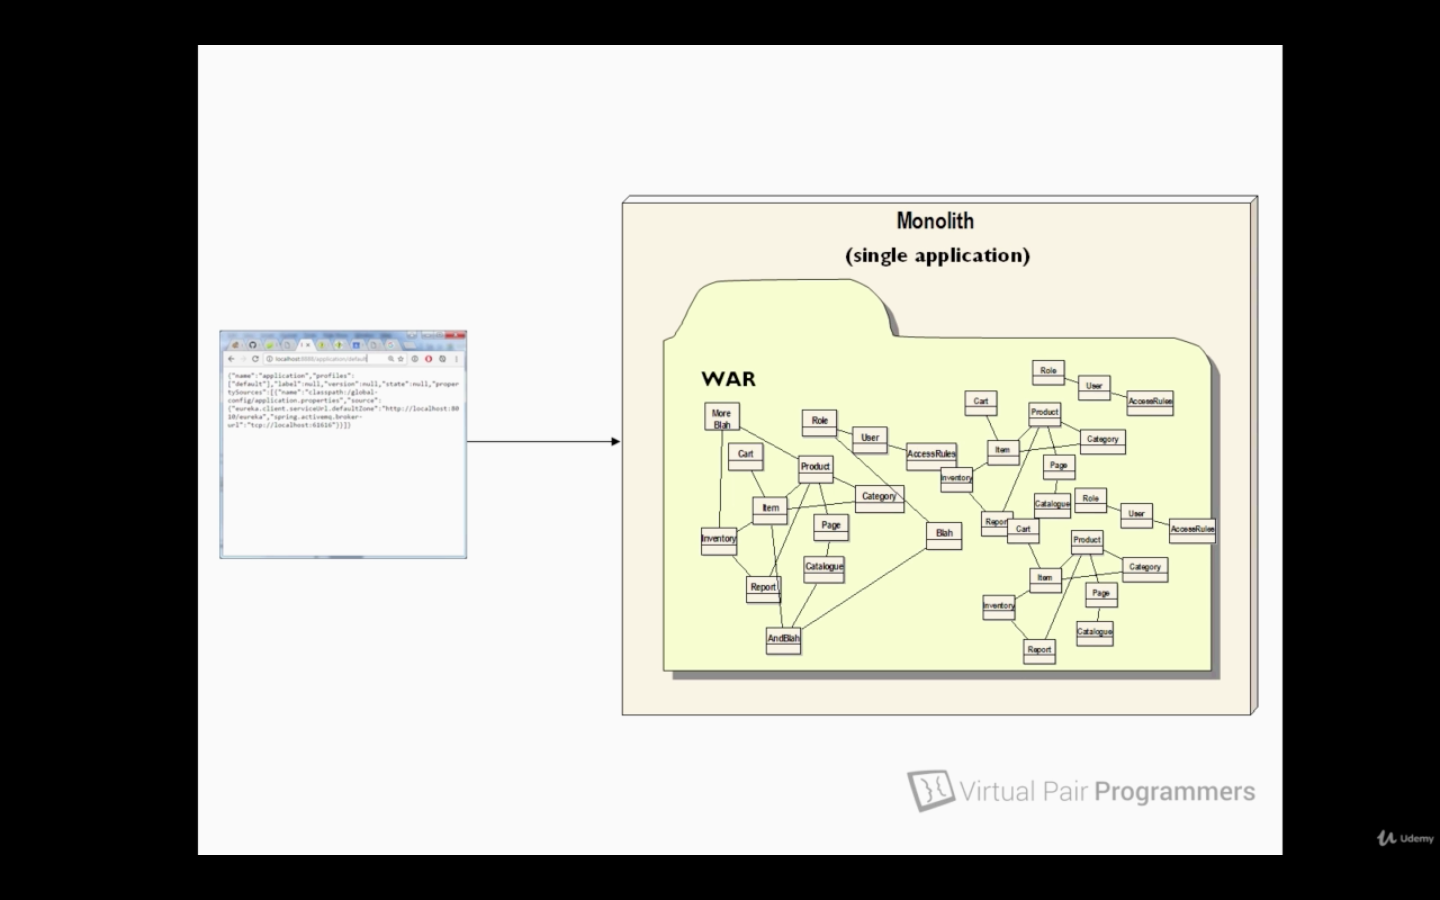 Monolith
(single application)
localhost:8888/application/default
{"name":"application","profiles":
["default"],"label":null,"version":null,"state":null,"proper
tySources":[{"name":"classpath:/global-
config/application.properties","source":
{"eureka.client.serviceUrl.defaultZone":"http://localhost:80
10/eureka","spring.activemq.broker-
url":"tcp://localhost:61616"}}]}
WAR
More
Blah
Role
User
AccessRules
Cart
Product
Item
Category
Page
Inventory
Catalogue
Report
Blah
AndBlah
Role
User
AccessRules
Cart
Product
Category
Item
Page
Inventory
Catalogue
Report
Role
User
AccessRules
Cart
Product
Category
Item
Page
Inventory
Catalogue
Report
Virtual Pair Programmers
Udemy